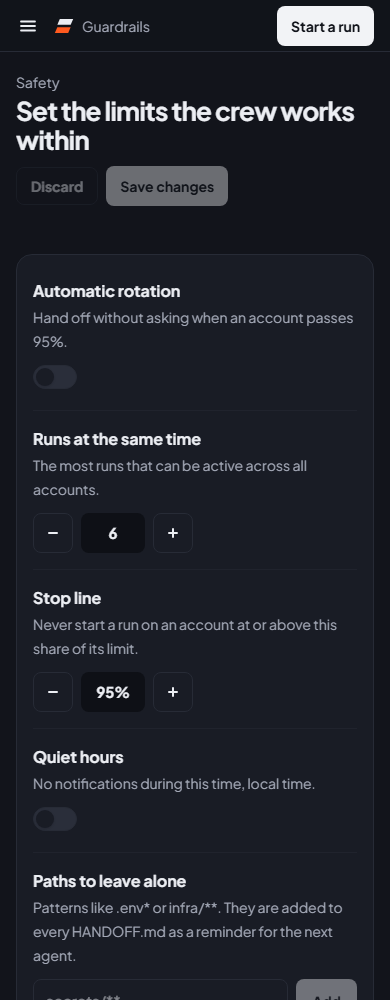 Guardrails
Start a run
Safety
Set the limits the crew works
within
Discard
Save changes
Automatic rotation
Hand off without asking when an account passes
95%.
Runs at the same time
The most runs that can be active across all
accounts.
− 6 +
Stop line
Never start a run on an account at or above this
share of its limit.
− 95% +
Quiet hours
No notifications during this time, local time.
Paths to leave alone
Patterns like .env* or infra/**. They are added to
every HANDOFF.md as a reminder for the next
agent.
secrets/**
Add